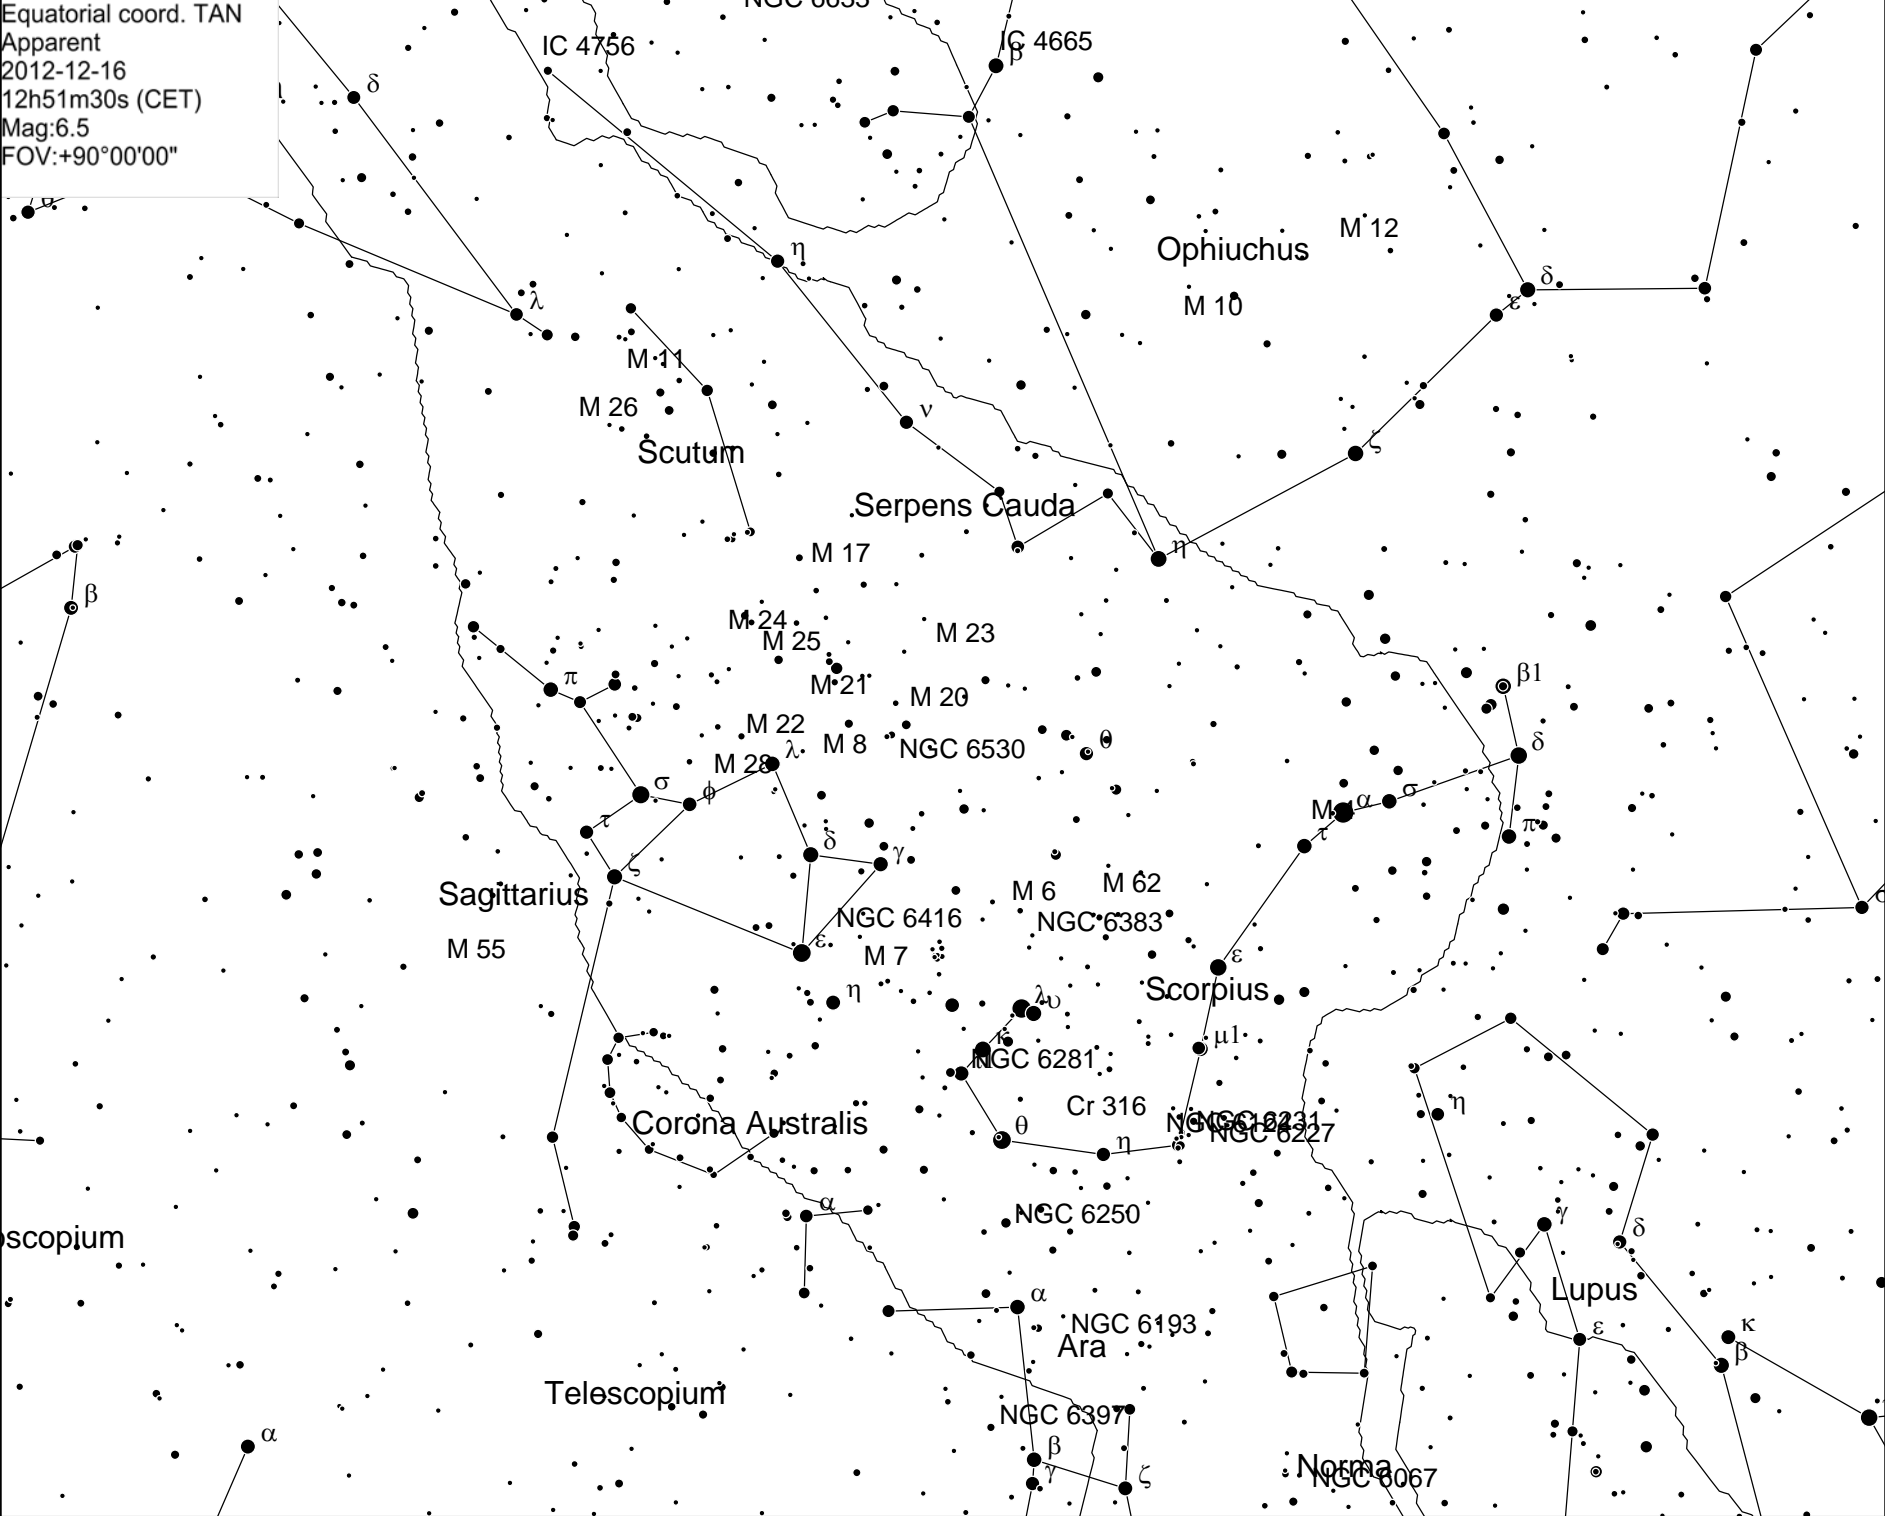 Equatorial coord. TAN
Apparent
2012-12-16
12h51m30s (CET)
Mag:6.5
FOV:+90°00'00"
IC 4756
IC 4665
β
δ
θ
η
Ophiuchus
M 12
M 10
δ
ε
λ
M 11
M 26
Scutum
ν
ζ
Serpens Cauda
η
M 17
β
M 24
M 25
M 23
π
M 21
M 20
β1
M 22
M 8
NGC 6530
θ
δ
λ
M 28
σ
φ
α
σ
τ
τ
π
δ
γ
ζ
Sagittarius
M 6
M 62
NGC 6416
NGC 6383
M 55
ε
M 7
ε
Scorpius
η
λ
υ
κ
μ1
NGC 6281
Cr 316
η
Corona Australis
θ
η
NGC 6231
NGC 6227
α
NGC 6250
γ
δ
scopium
Lupus
α
NGC 6193
Ara
ε
κ
β
Telescopium
NGC 6397
α
β
γ
ζ
Norma
NGC 6067